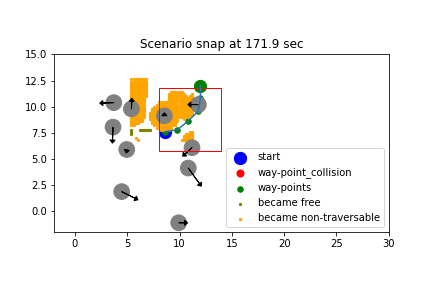 Scenario snap at 171.9 sec
15.0
12.5
10.0
7.5
5.0
2.5
0.0
0
5
10
15
20
25
30
start
way-point_collision
way-points
became free
became non-traversable